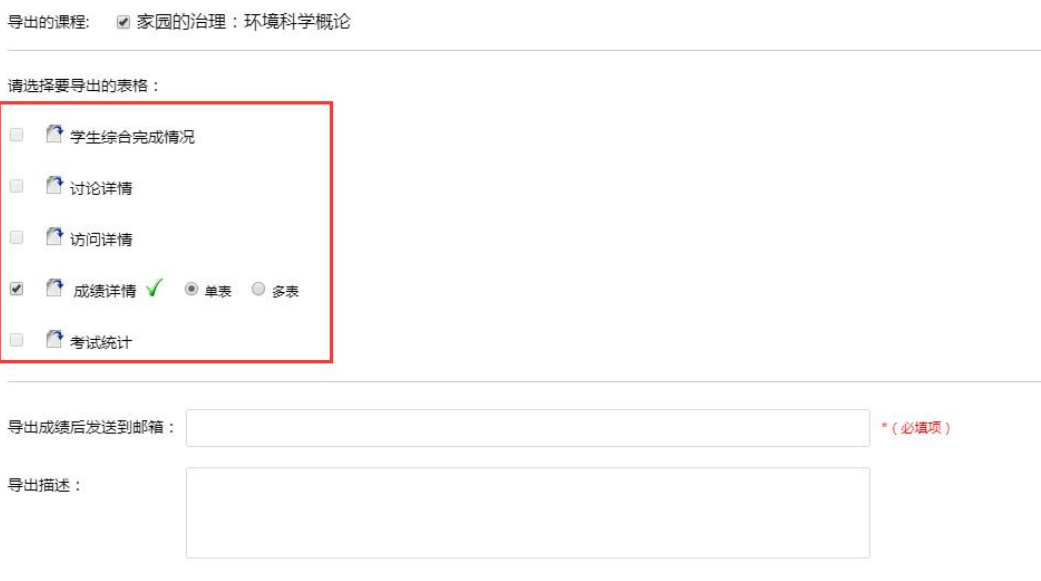 导出的课程: 家园的治理：环境科学概论
请选择要导出的表格：
学生综合完成情况
讨论详情
访问详情
成绩详情 单表 多表
考试统计
导出成绩后发送到邮箱： *（必填项）
导出描述：